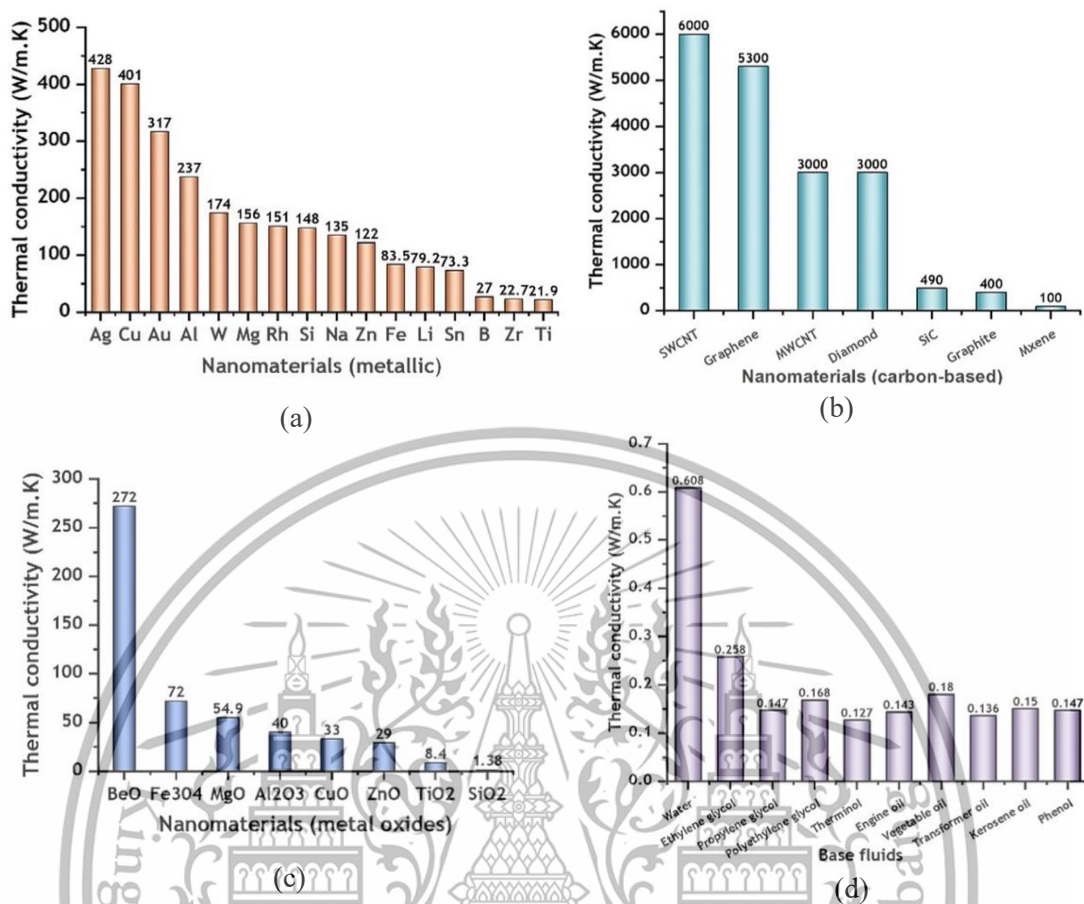 Thermal conductivity (W/m.K)
500
400
300
200
100
0
428
401
317
237
174
156
151
148
135
122
83.5
79.2
73.3
27
22.7
21.9
Ag Cu Au Al W Mg Rh Si Na Zn Fe Li Sn B Zr Ti
Nanomaterials (metallic)
(a)
Thermal conductivity (W/m.K)
6000
5000
4000
3000
2000
1000
0
6000
5300
3000
3000
490
400
100
SWCNT
Graphene
MWCNT
Diamond
SiC
Graphite
Mxene
Nanomaterials (carbon-based)
(b)
Thermal conductivity (W/m.K)
300
250
200
150
100
50
0
272
72
54.9
40
33
29
8.4
1.38
BeO Fe3O4 MgO Al2O3 CuO ZnO TiO2 SiO2
Nanomaterials (metal oxides)
(c)
Thermal conductivity (W/m.K)
0.7
0.6
0.5
0.4
0.3
0.2
0.1
0.0
0.608
0.258
0.147
0.168
0.127
0.143
0.18
0.136
0.15
0.147
Water
Ethylene glycol
Propylene glycol
Polyethylene glycol
Therminol
Engine oil
Vegetable oil
Transformer oil
Kerosene oil
Phenol
Base fluids
(d)